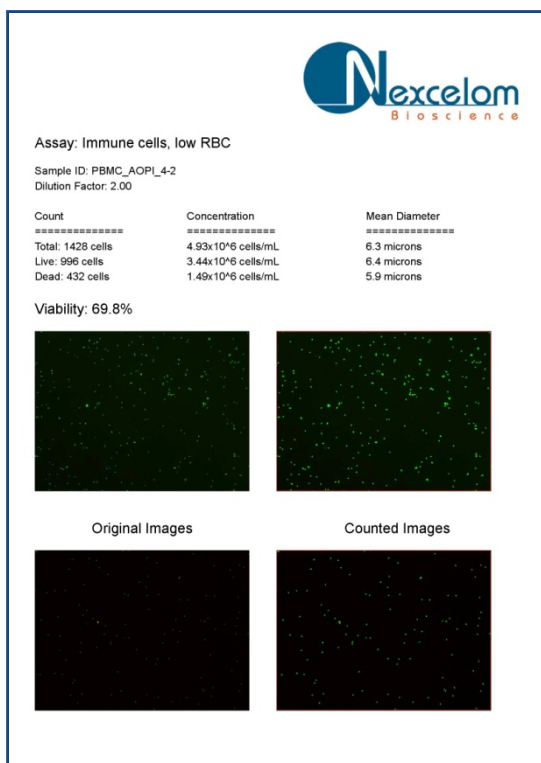 Nexcelom
Bioscience
Assay: Immune cells, low RBC
Sample ID: PBMC_AOPI_4-2
Dilution Factor: 2.00
Count Concentration Mean Diameter
============== ============== ==============
Total: 1428 cells 4.93x10^6 cells/mL 6.3 microns
Live: 996 cells 3.44x10^6 cells/mL 6.4 microns
Dead: 432 cells 1.49x10^6 cells/mL 5.9 microns
Viability: 69.8%
Original Images Counted Images